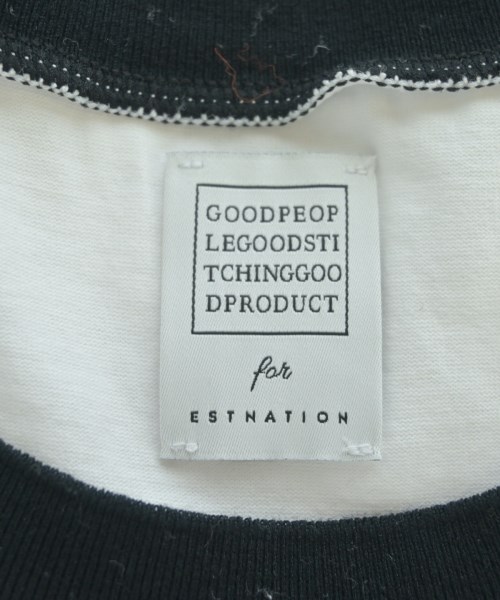 GOODPEOP
LEGOODSTI
TCHINGGOO
DPRODUCT
for
ESTNATION